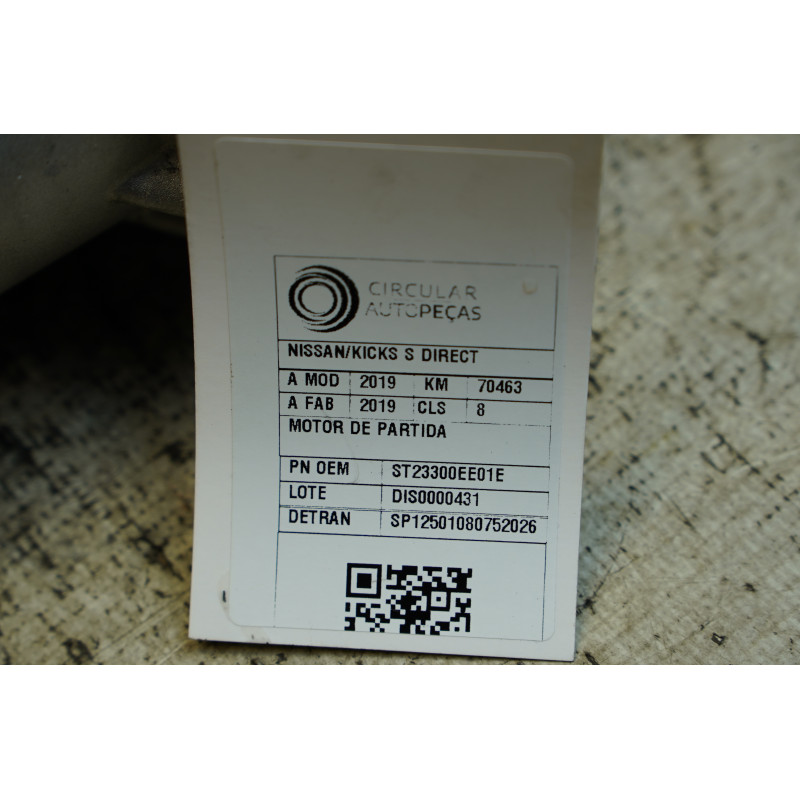 CIRCULAR
AUTOPEÇAS
NISSAN/KICKS S DIRECT
A MOD 2019 KM 70463
A FAB 2019 CLS 8
MOTOR DE PARTIDA
PN OEM ST23300EE01E
LOTE DIS0000431
DETRAN SP12501080752026